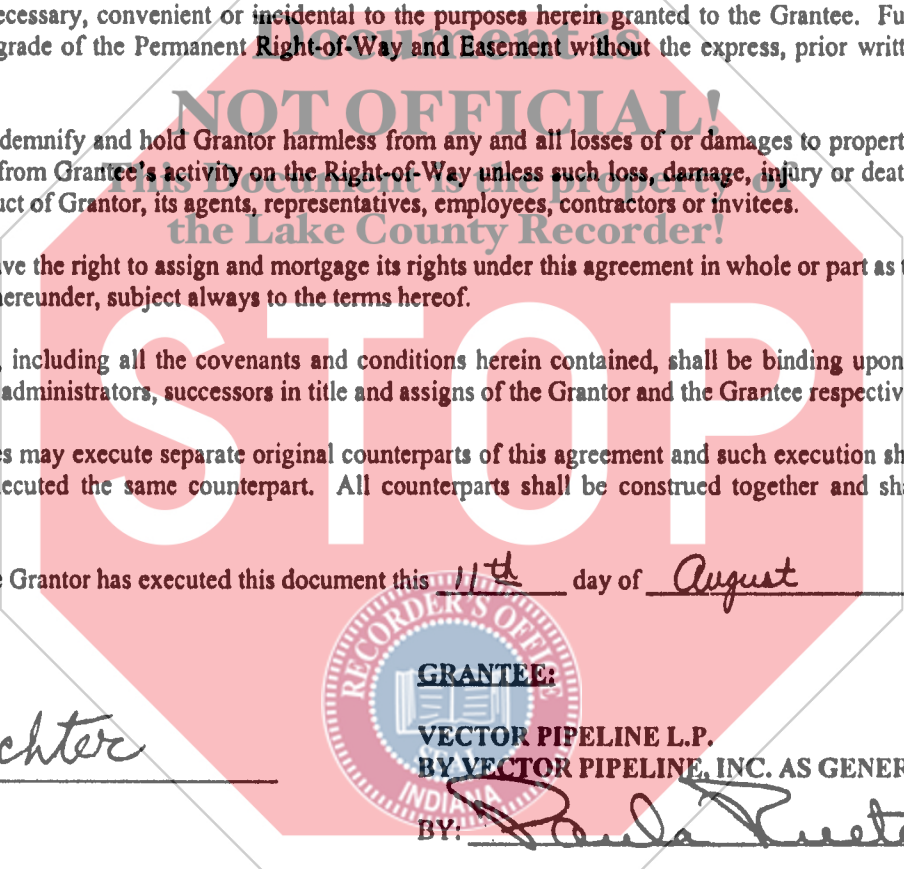 ecessary, convenient or incidental to the purposes herein granted to the Grantee. Fu
Document is
grade of the Permanent Right-of-Way and Easement without the express, prior writt
NOT OFFICIAL!
demnify and hold Grantor harmless from any and all losses of or damages to propert
from Grantee's activity on the Right-of-Way unless such loss, damage, injury or deat
This Document is the property of
uct of Grantor, its agents, representatives, employees, contractors or invitees.
the Lake County Recorder!
ve the right to assign and mortgage its rights under this agreement in whole or part as t
hereunder, subject always to the terms hereof.
STOP
, including all the covenants and conditions herein contained, shall be binding upon
administrators, successors in title and assigns of the Grantor and the Grantee respectiv
s may execute separate original counterparts of this agreement and such execution sh
ecuted the same counterpart. All counterparts shall be construed together and sha
e Grantor has executed this document this 11th day of August
RECORDER'S OFFICE
GRANTEE:
chter
VECTOR PIPELINE L.P.
SEAL
BY VECTOR PIPELINE, INC. AS GENER
INDIANA
BY: Paula